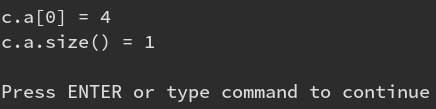 c.a[0] = 4
c.a.size() = 1
Press ENTER or type command to continue